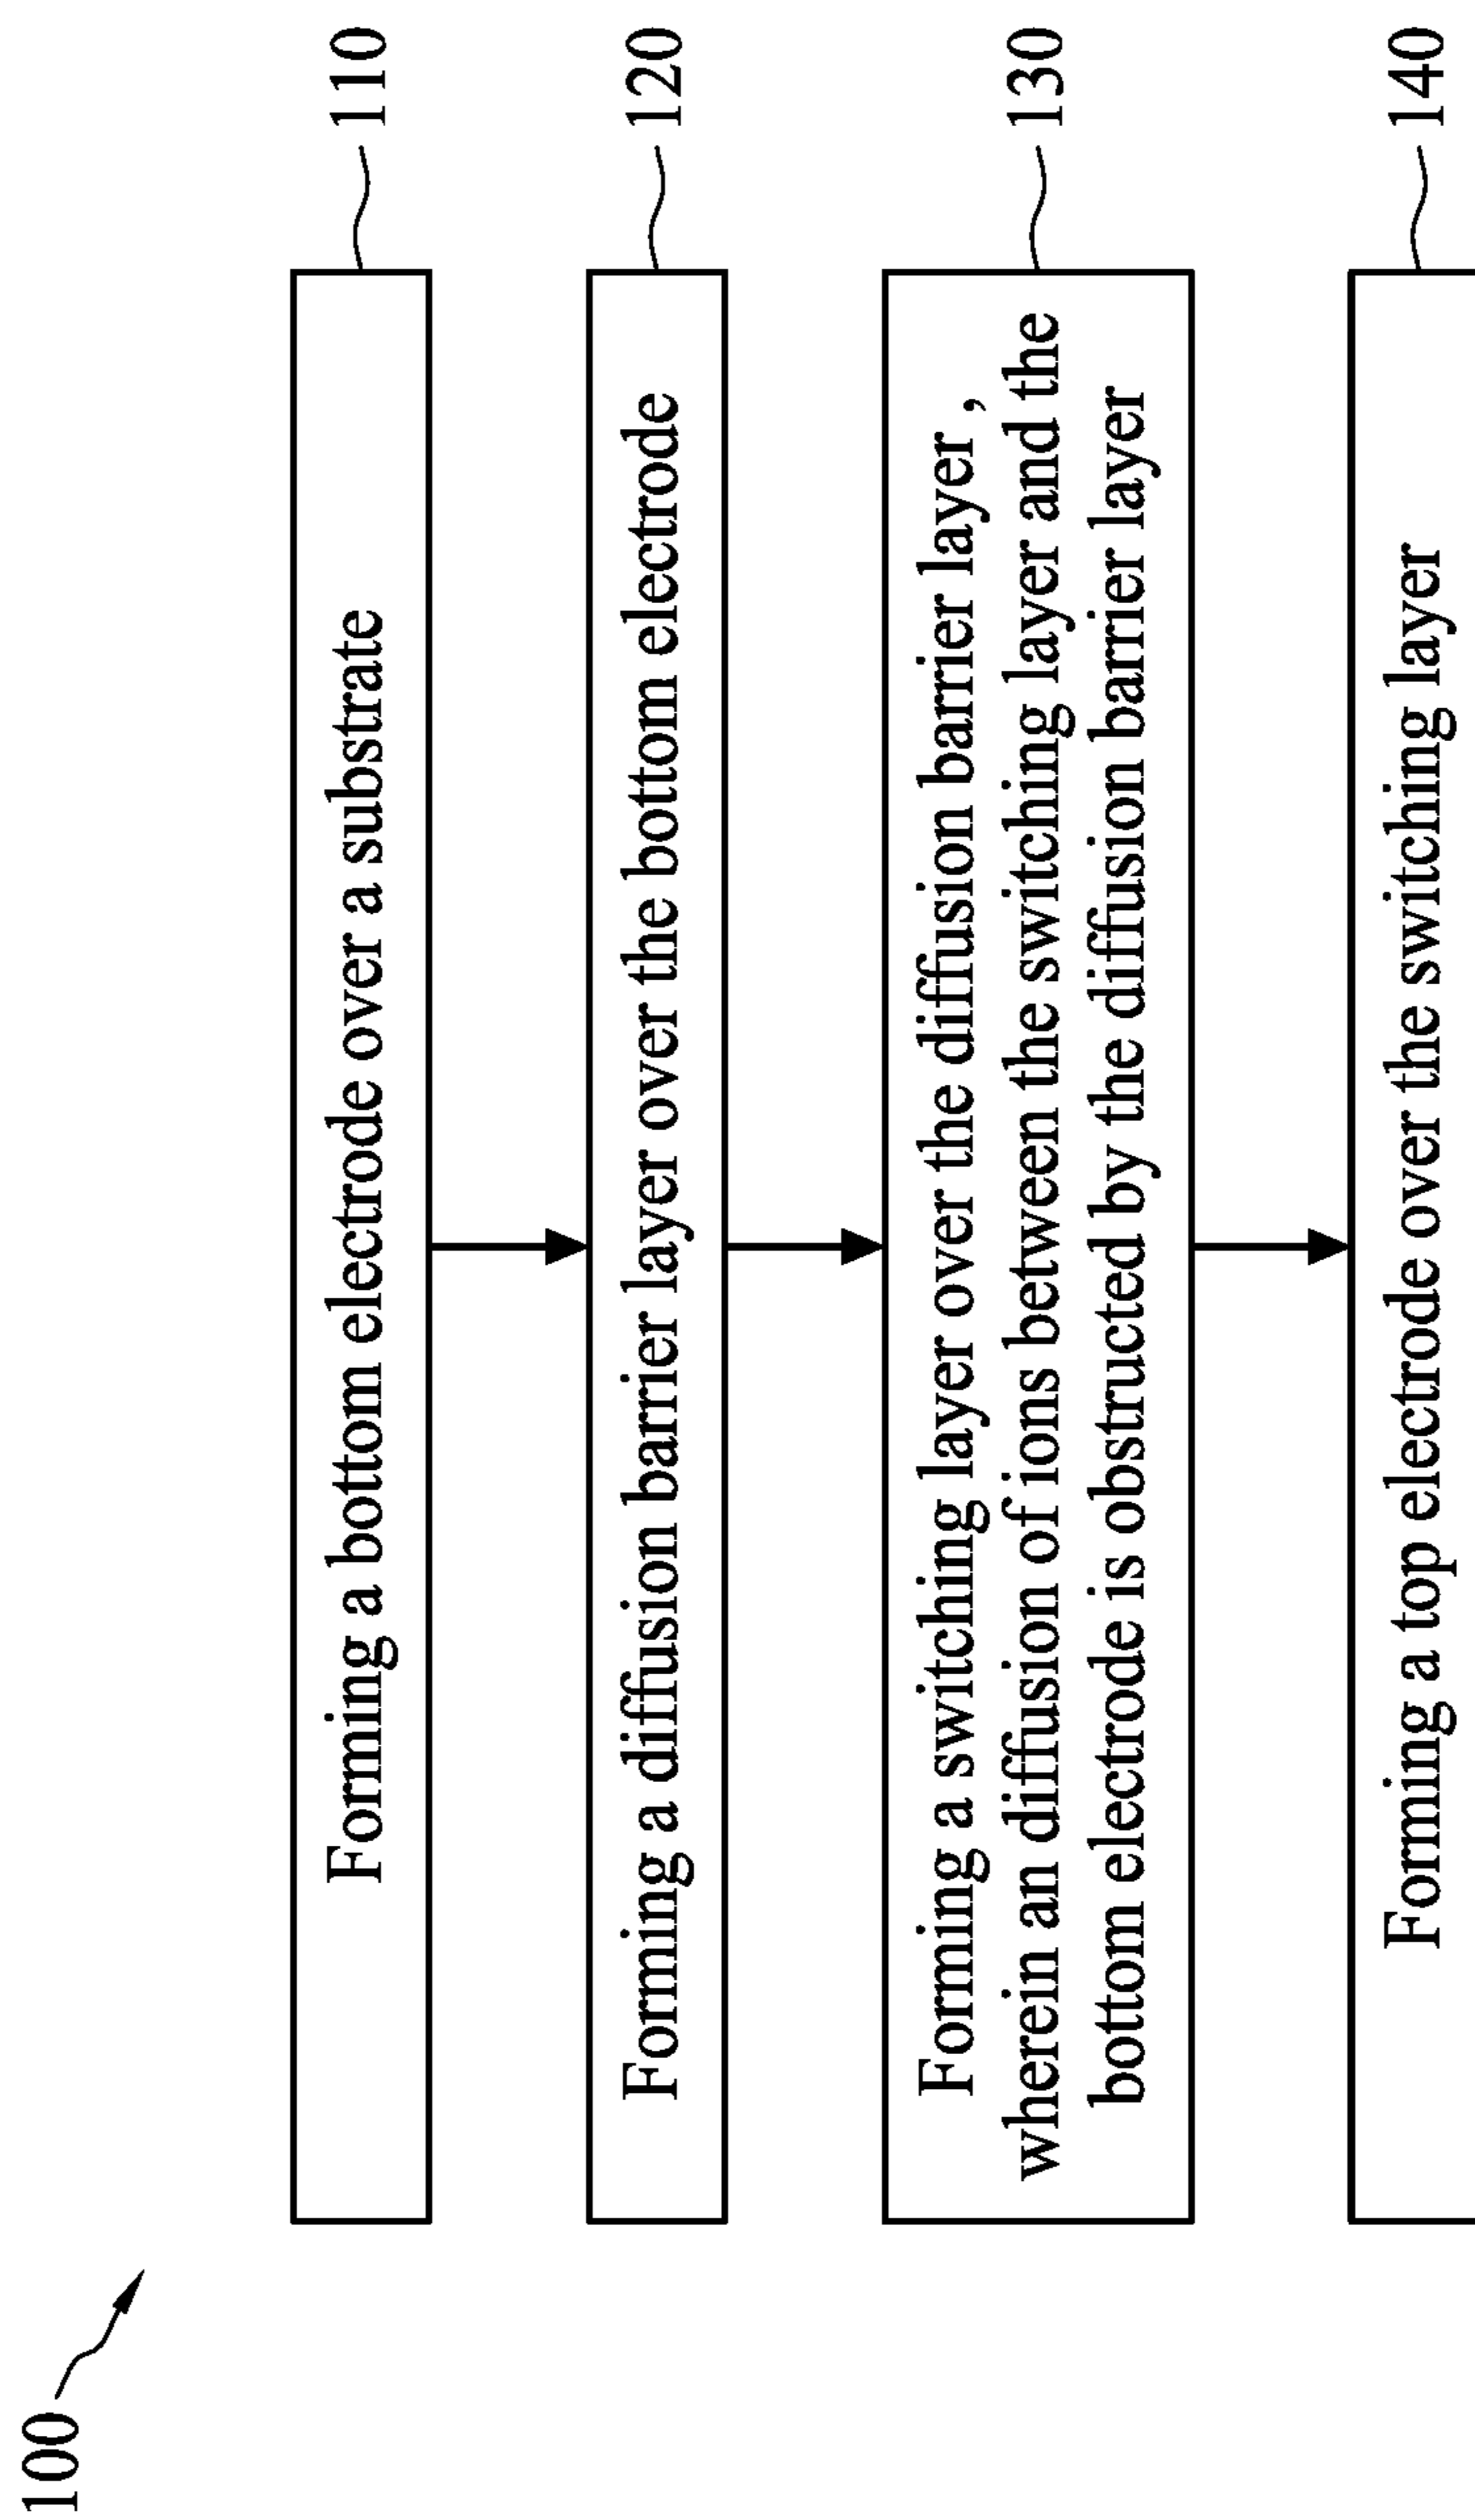 100
Forming a bottom electrode over a substrate
110
Forming a diffusion barrier layer over the bottom electrode
120
Forming a switching layer over the diffusion barrier layer,
wherein an diffusion of ions between the switching layer and the
bottom electrode is obstructed by the diffusion barrier layer
130
Forming a top electrode over the switching layer
140